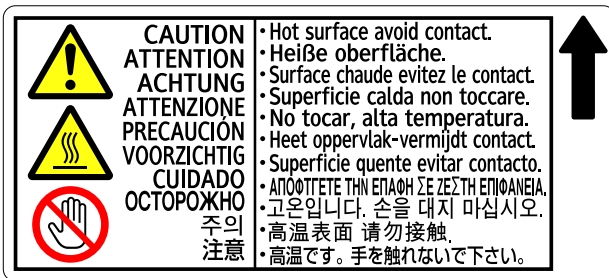 CAUTION
ATTENTION
ACHTUNG
ATTENZIONE
PRECAUCIÓN
VOORZICHTIG
CUIDADO
ОСТОРОЖНО
주의
注意
・Hot surface avoid contact.
・Heiße oberfläche.
・Surface chaude evitez le contact.
・Superficie calda non toccare.
・No tocar, alta temperatura.
・Heet oppervlak-vermijdt contact.
・Superficie quente evitar contacto.
・ΑΠΟΦΤΓΕΤΕ ΤΗΝ ΕΠΑΦΗ ΣΕ ΖΕΣΤΗ ΕΠΙΦΑΝΕΙΑ.
・고온입니다. 손을 대지 마십시오.
・高温表面 请勿接触.
・高温です。手を触れないで下さい。